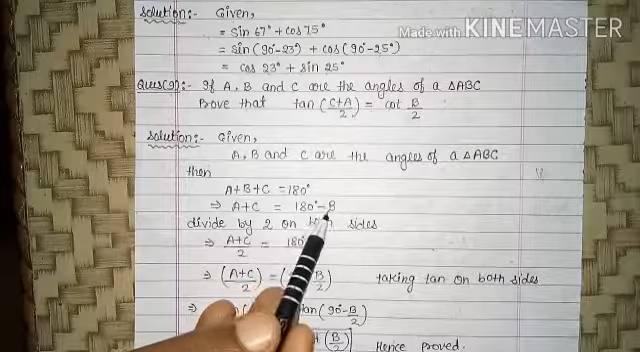 Solution:- Given,
= sin 67° + cos 75°
= sin (90°-23°) + cos (90°-25°)
= cos 23° + sin 25°
Ques(9):- If A, B and C are the angles of a △ABC
Prove that tan (C+A/2) = cot B/2
Solution:- Given,
A, B and C are the angles of a △ABC
then
A+B+C = 180°
⇒ A+C = 180°-B
divide by 2 on both sides
⇒ A+C/2 = 180°
⇒ (A+C/2) = ( B/2) taking tan on both sides
⇒ tan(90°-B/2)
(B/2) Hence Proved.
Made with KINEMASTER